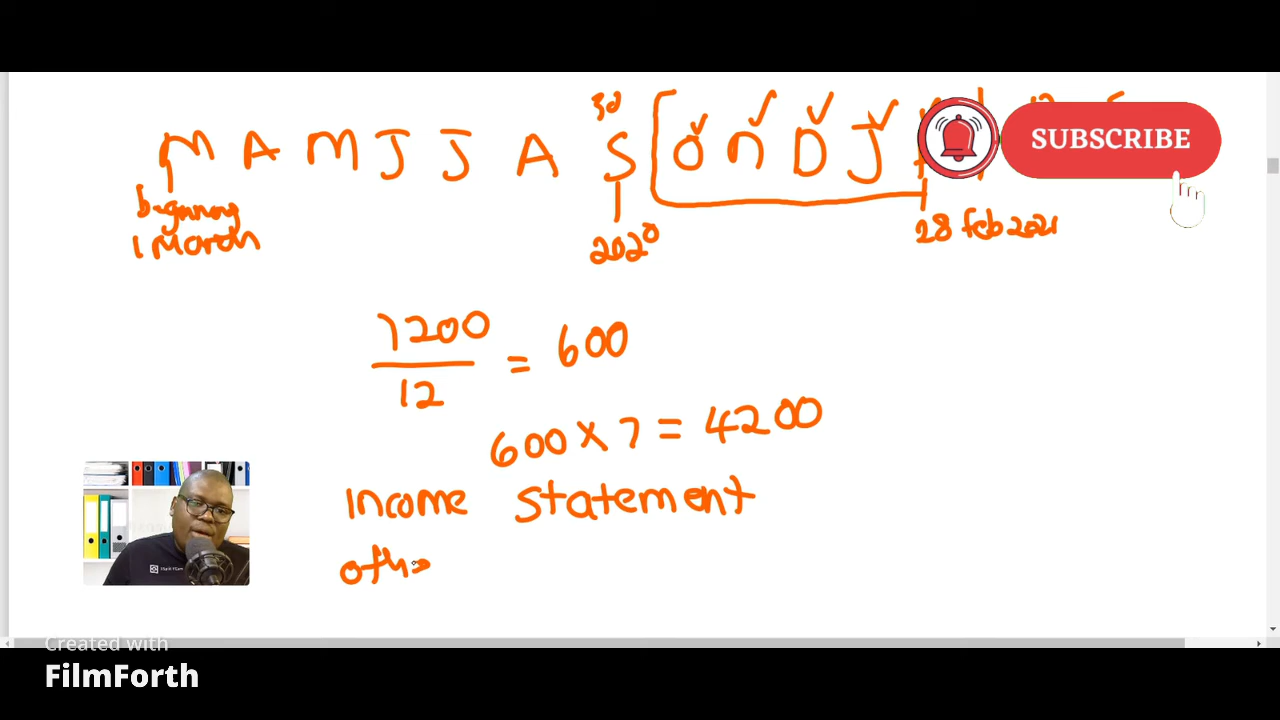 30
M A M J J A S O N D J
SUBSCRIBE
beginning
1 March
2020
28 Feb 2021
7200
12
= 600
600 x 7 = 4200
Income Statement
oth
Created with
FilmForth